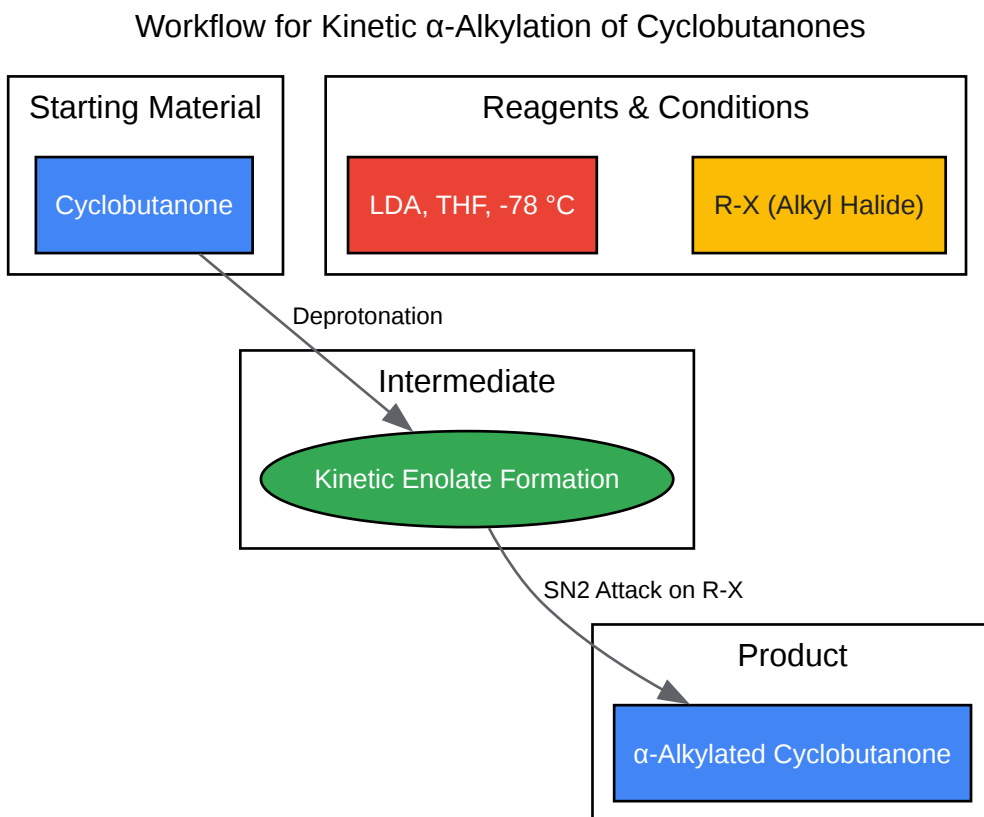 Workflow for Kinetic α-Alkylation of Cyclobutanones
Starting Material
Reagents & Conditions
Cyclobutanone
LDA, THF, -78 °C
R-X (Alkyl Halide)
Deprotonation
Intermediate
Kinetic Enolate Formation
SN2 Attack on R-X
Product
α-Alkylated Cyclobutanone